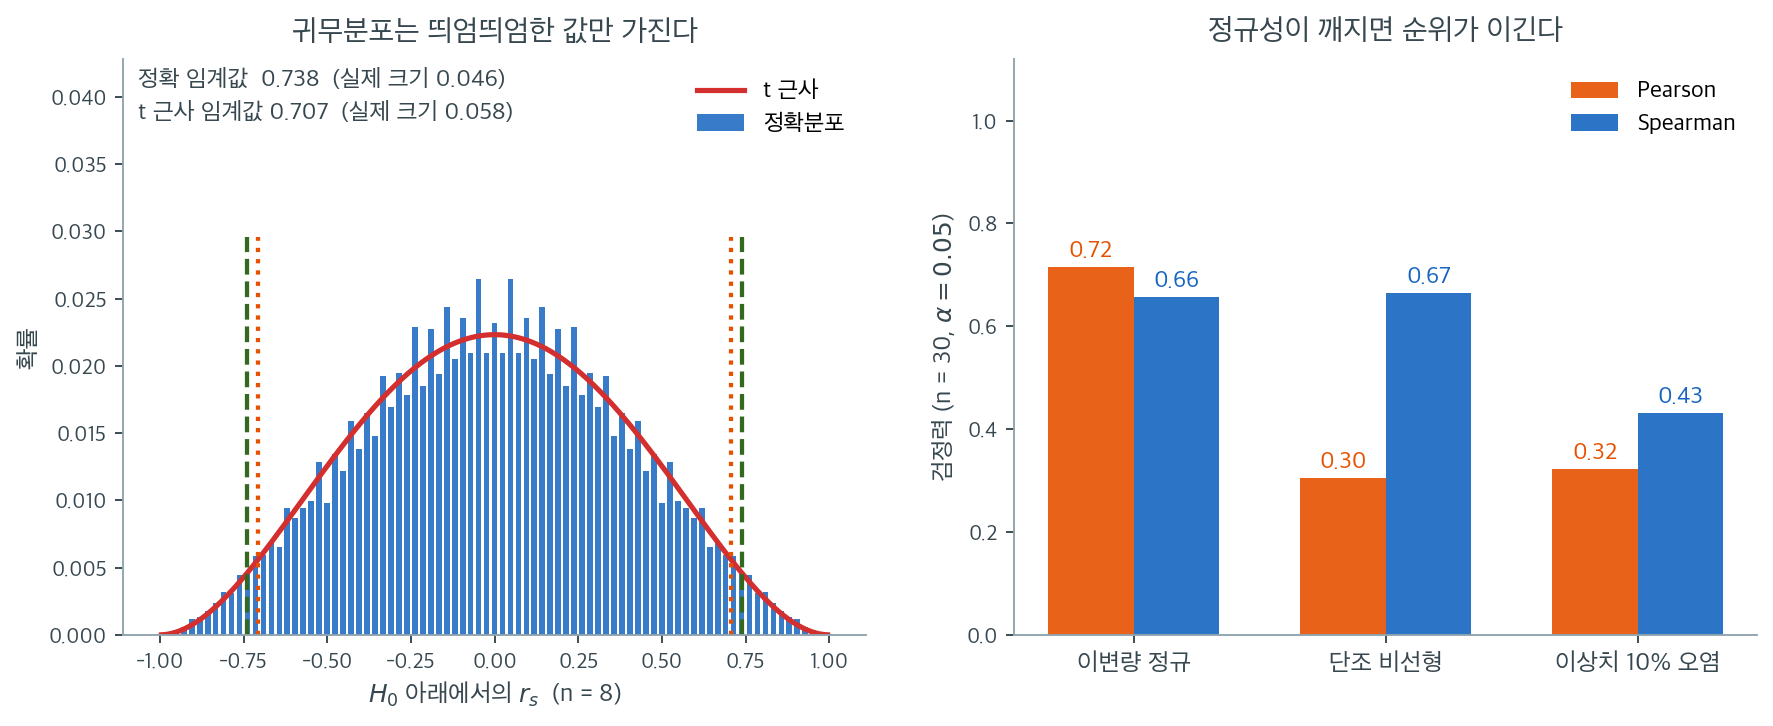 귀무분포는 띄엄띄엄한 값만 가진다
정확 임계값 0.738 (실제 크기 0.046)
t 근사 임계값 0.707 (실제 크기 0.058)
t 근사
정확분포
확률
0.040
0.035
0.030
0.025
0.020
0.015
0.010
0.005
0.000
-1.00 -0.75 -0.50 -0.25 0.00 0.25 0.50 0.75 1.00
H₀ 아래에서의 rₛ (n = 8)
정규성이 깨지면 순위가 이긴다
Pearson
Spearman
검정력 (n = 30, α = 0.05)
1.0
0.8
0.6
0.4
0.2
0.0
0.72 0.66 0.30 0.67 0.32 0.43
이변량 정규 단조 비선형 이상치 10% 오염